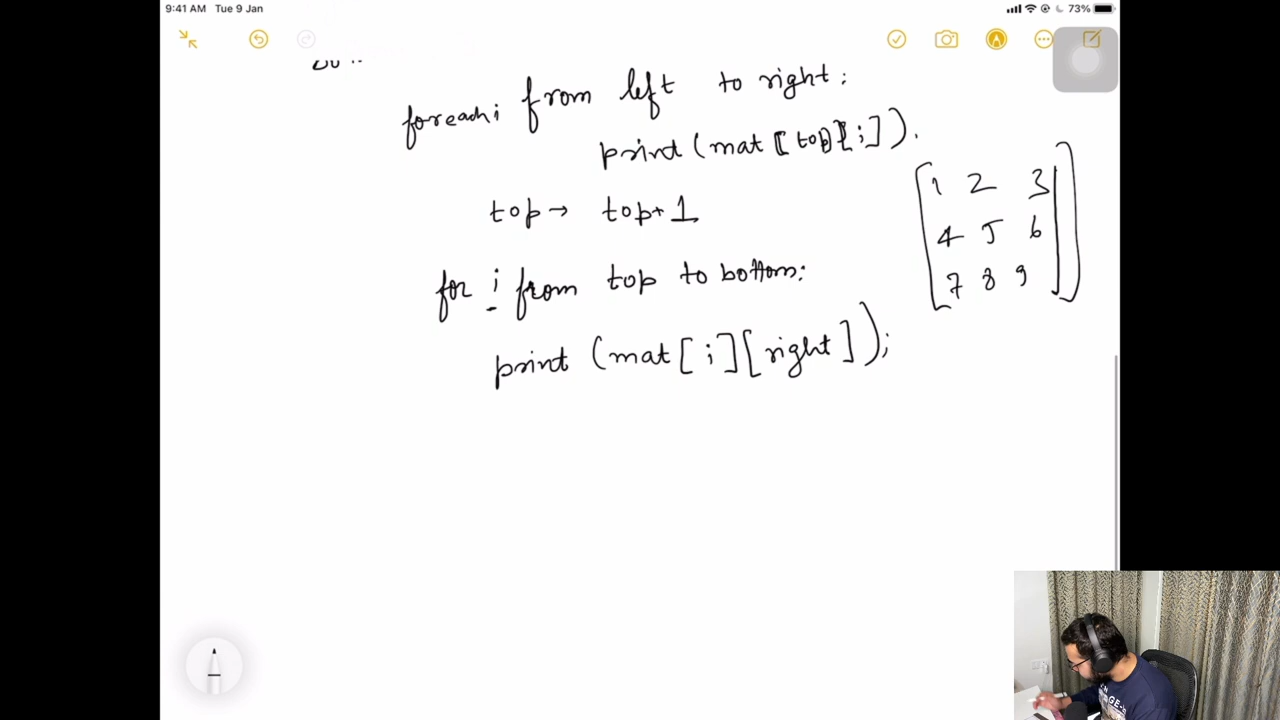 9:41 AM Tue 9 Jan
73%
foreach i from left to right:
print(mat[top][i]).
top → top+1
for i from top to bottom:
print (mat[i][right]);
1 2 3
4 5 6
7 8 9